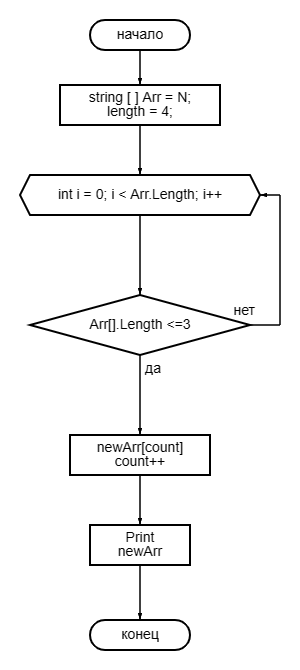 начало
string [ ] Arr = N;
length = 4;
int i = 0; i < Arr.Length; i++
Arr[].Length <=3
нет
да
newArr[count]
count++
Print
newArr
конец